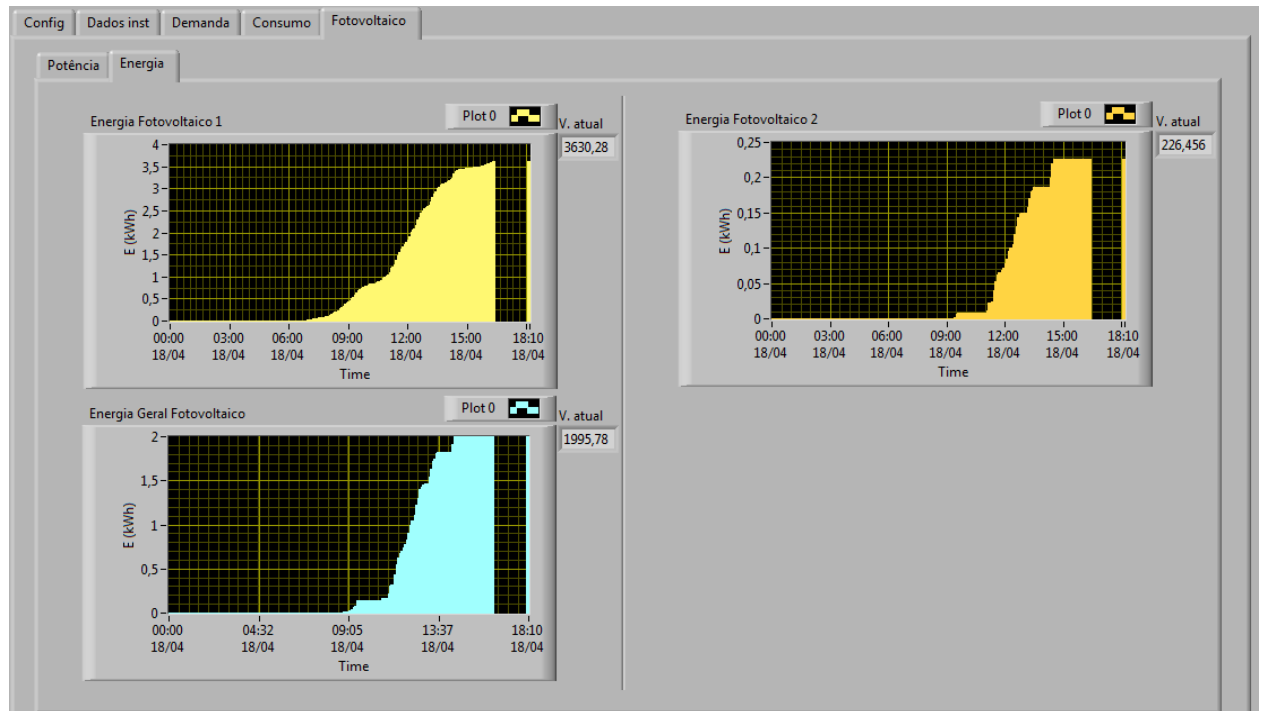 Config Dados inst Demanda Consumo Fotovoltaico
Potência Energia
Energia Fotovoltaico 1
Plot 0
V. atual
3630,28
4
3,5
3
2,5
2
1,5
1
0,5
0
E (kWh)
00:00 03:00 06:00 09:00 12:00 15:00 18:10
18/04 18/04 18/04 18/04 18/04 18/04 18/04
Time
Energia Fotovoltaico 2
Plot 0
V. atual
226,456
0,25
0,2
0,15
0,1
0,05
0
E (kWh)
00:00 03:00 06:00 09:00 12:00 15:00 18:10
18/04 18/04 18/04 18/04 18/04 18/04 18/04
Time
Energia Geral Fotovoltaico
Plot 0
V. atual
1995,78
2
1,5
1
0,5
0
E (kWh)
00:00 04:32 09:05 13:37 18:10
18/04 18/04 18/04 18/04 18/04
Time